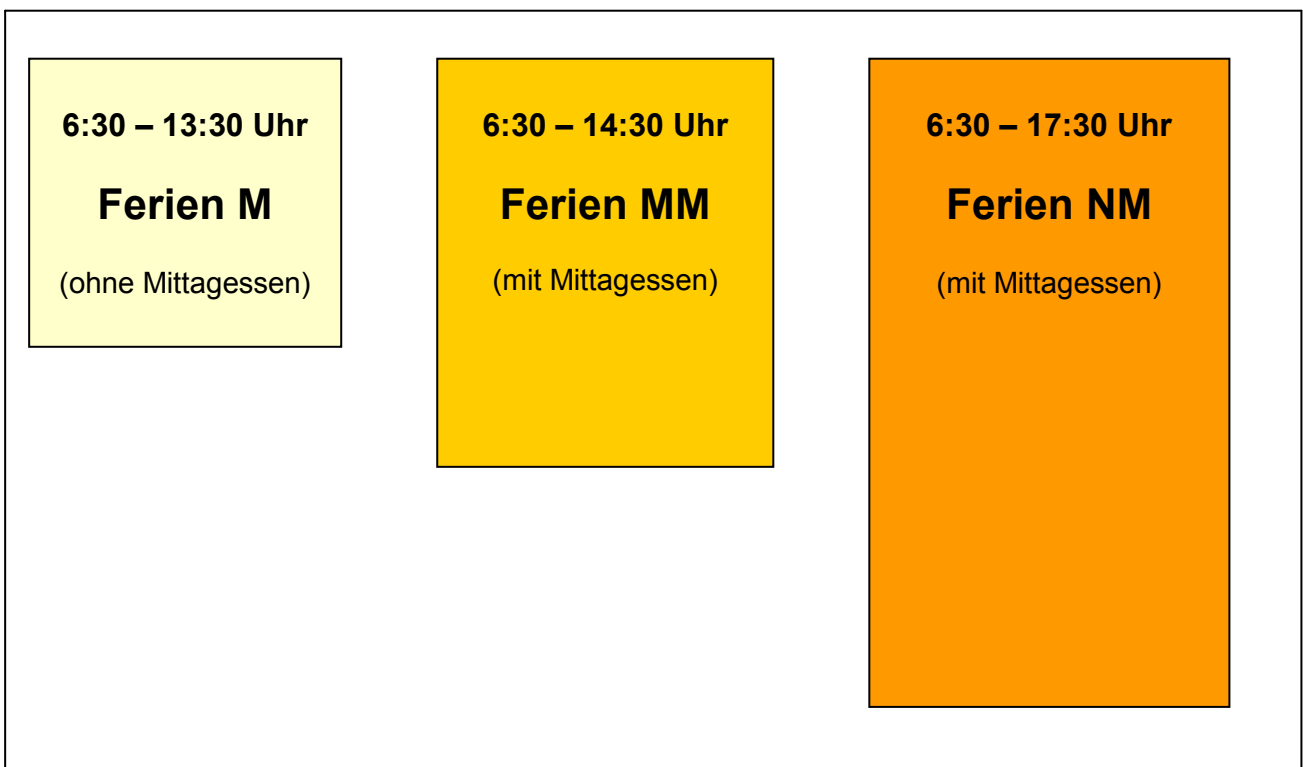 6:30 – 13:30 Uhr
Ferien M
(ohne Mittagessen)
6:30 – 14:30 Uhr
Ferien MM
(mit Mittagessen)
6:30 – 17:30 Uhr
Ferien NM
(mit Mittagessen)